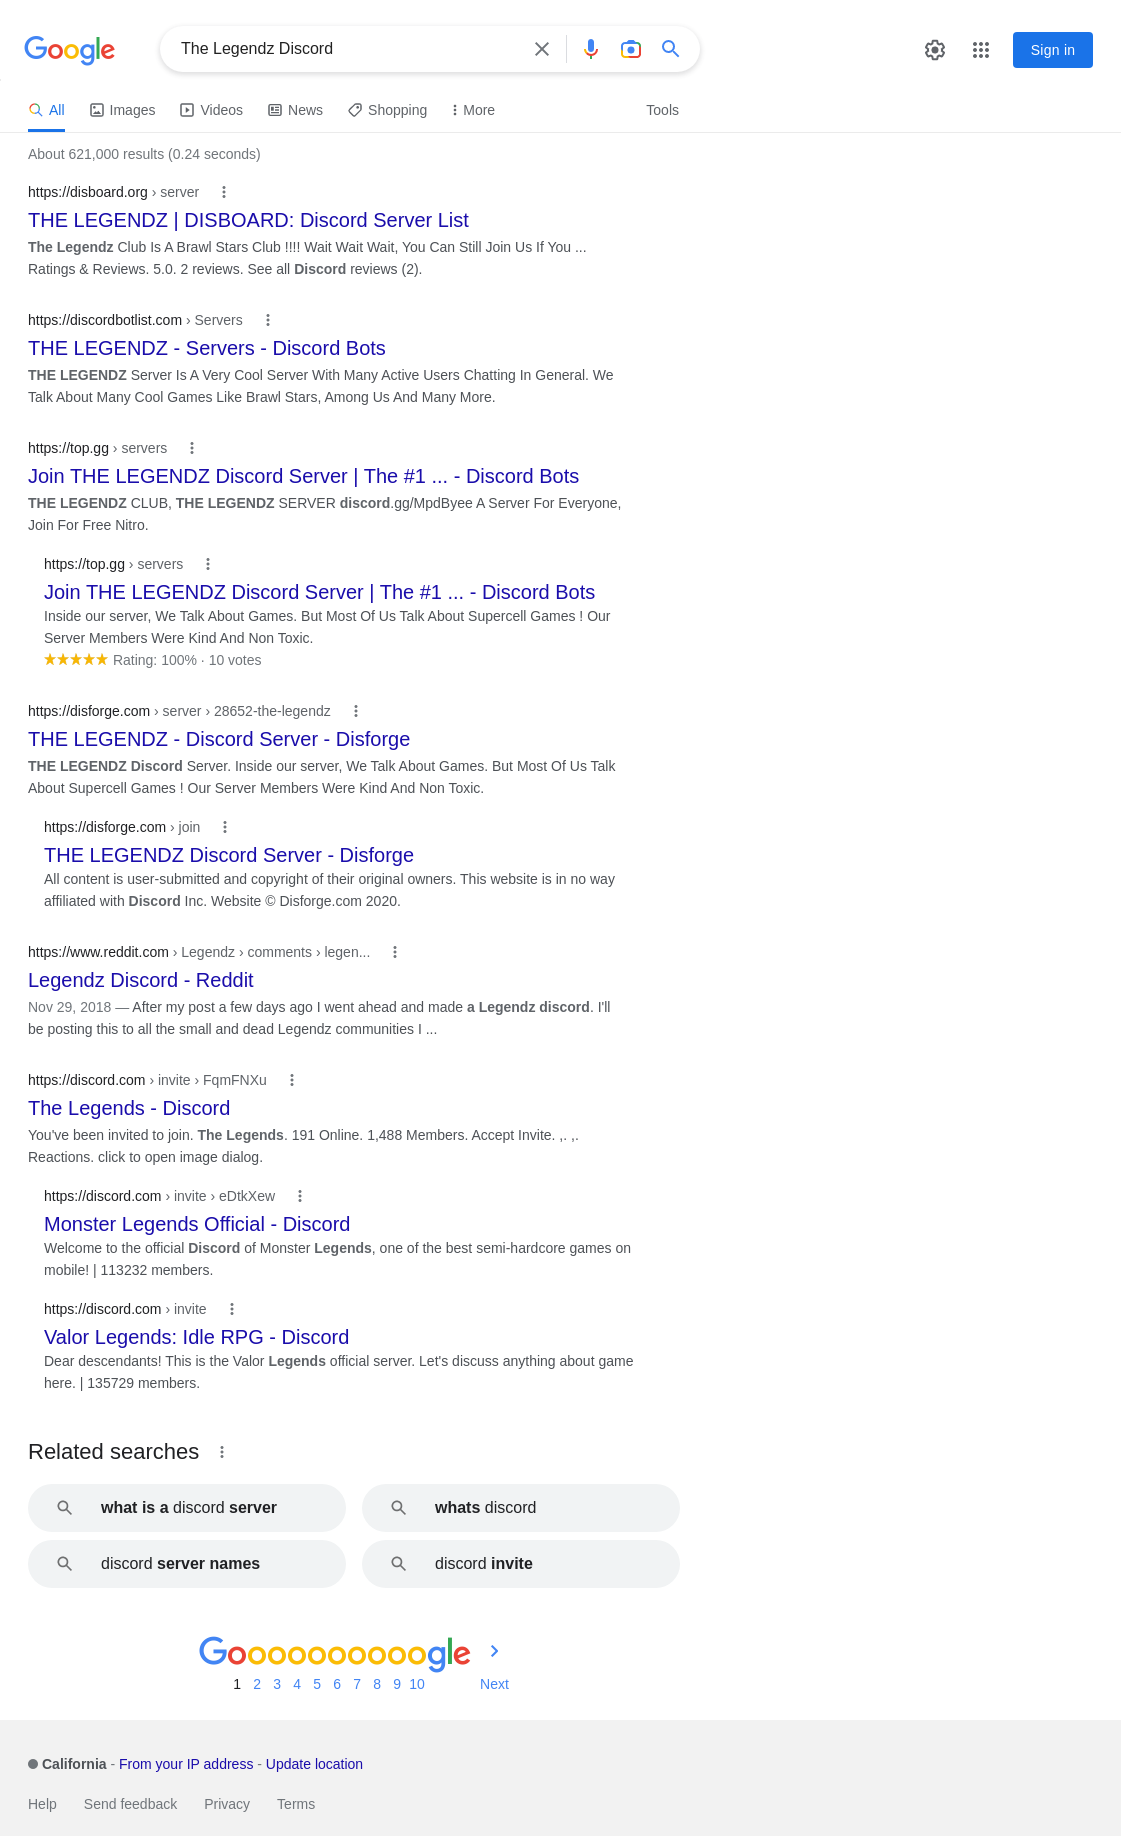 Google
The Legendz Discord
Sign in
All Images Videos News Shopping More Tools
About 621,000 results (0.24 seconds)
https://disboard.org › server
THE LEGENDZ | DISBOARD: Discord Server List
The Legendz Club Is A Brawl Stars Club !!!! Wait Wait Wait, You Can Still Join Us If You ...
Ratings & Reviews. 5.0. 2 reviews. See all Discord reviews (2).
https://discordbotlist.com › Servers
THE LEGENDZ - Servers - Discord Bots
THE LEGENDZ Server Is A Very Cool Server With Many Active Users Chatting In General. We
Talk About Many Cool Games Like Brawl Stars, Among Us And Many More.
https://top.gg › servers
Join THE LEGENDZ Discord Server | The #1 ... - Discord Bots
THE LEGENDZ CLUB, THE LEGENDZ SERVER discord.gg/MpdByee A Server For Everyone,
Join For Free Nitro.
https://top.gg › servers
Join THE LEGENDZ Discord Server | The #1 ... - Discord Bots
Inside our server, We Talk About Games. But Most Of Us Talk About Supercell Games ! Our
Server Members Were Kind And Non Toxic.
Rating: 100% · 10 votes
https://disforge.com › server › 28652-the-legendz
THE LEGENDZ - Discord Server - Disforge
THE LEGENDZ Discord Server. Inside our server, We Talk About Games. But Most Of Us Talk
About Supercell Games ! Our Server Members Were Kind And Non Toxic.
https://disforge.com › join
THE LEGENDZ Discord Server - Disforge
All content is user-submitted and copyright of their original owners. This website is in no way
affiliated with Discord Inc. Website © Disforge.com 2020.
https://www.reddit.com › Legendz › comments › legen...
Legendz Discord - Reddit
Nov 29, 2018 — After my post a few days ago I went ahead and made a Legendz discord. I'll
be posting this to all the small and dead Legendz communities I ...
https://discord.com › invite › FqmFNXu
The Legends - Discord
You've been invited to join. The Legends. 191 Online. 1,488 Members. Accept Invite. ,. ,.
Reactions. click to open image dialog.
https://discord.com › invite › eDtkXew
Monster Legends Official - Discord
Welcome to the official Discord of Monster Legends, one of the best semi-hardcore games on
mobile! | 113232 members.
https://discord.com › invite
Valor Legends: Idle RPG - Discord
Dear descendants! This is the Valor Legends official server. Let's discuss anything about game
here. | 135729 members.
Related searches
what is a discord server
whats discord
discord server names
discord invite
Goooooooooogle
1 2 3 4 5 6 7 8 9 10 Next
California - From your IP address - Update location
Help Send feedback Privacy Terms